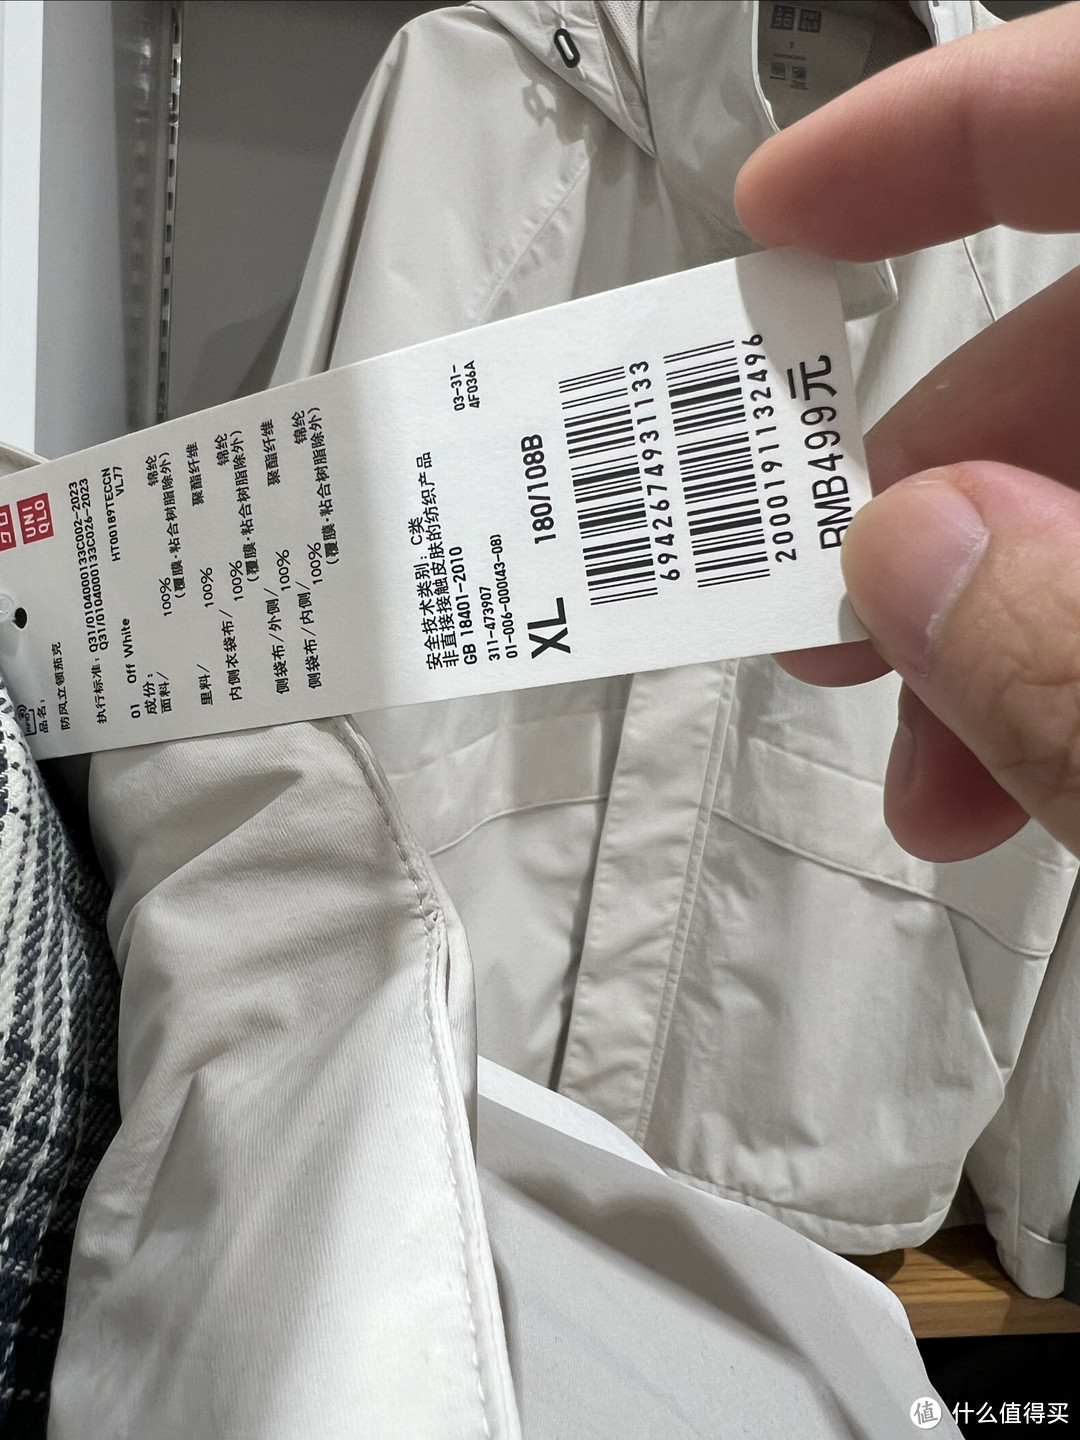 UNI
QLO
品名:
防风立领茄克
执行标准: Q31/0104000133C002-2023
Q31/0104000133C026-2023
HT00189TECCN
VL77
01 Off White
成份:
面料/ 100% 锦纶
(覆膜·粘合树脂除外)
里料/ 100% 聚酯纤维
内侧衣袋布/ 100% 锦纶
(覆膜·粘合树脂除外)
侧袋布/外侧/ 100% 聚酯纤维
侧袋布/内侧/ 100% 锦纶
(覆膜·粘合树脂除外)
03-31-
4F036A
安全技术类别: C类
非直接接触皮肤的纺织产品
GB 18401-2010
311-473907
01-006-000(43-08)
XL 180/108B
6942674931133
2000191132496
RMB499元
值 什么值得买